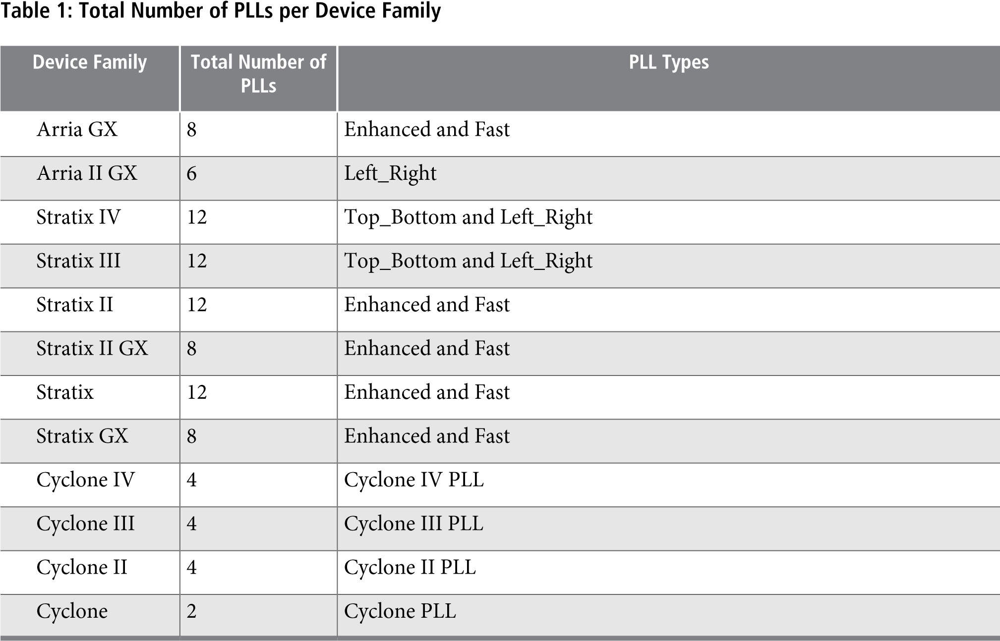 Table 1: Total Number of PLLs per Device Family
Device Family Total Number of PLLs PLL Types
Arria GX 8 Enhanced and Fast
Arria II GX 6 Left_Right
Stratix IV 12 Top_Bottom and Left_Right
Stratix III 12 Top_Bottom and Left_Right
Stratix II 12 Enhanced and Fast
Stratix II GX 8 Enhanced and Fast
Stratix 12 Enhanced and Fast
Stratix GX 8 Enhanced and Fast
Cyclone IV 4 Cyclone IV PLL
Cyclone III 4 Cyclone III PLL
Cyclone II 4 Cyclone II PLL
Cyclone 2 Cyclone PLL